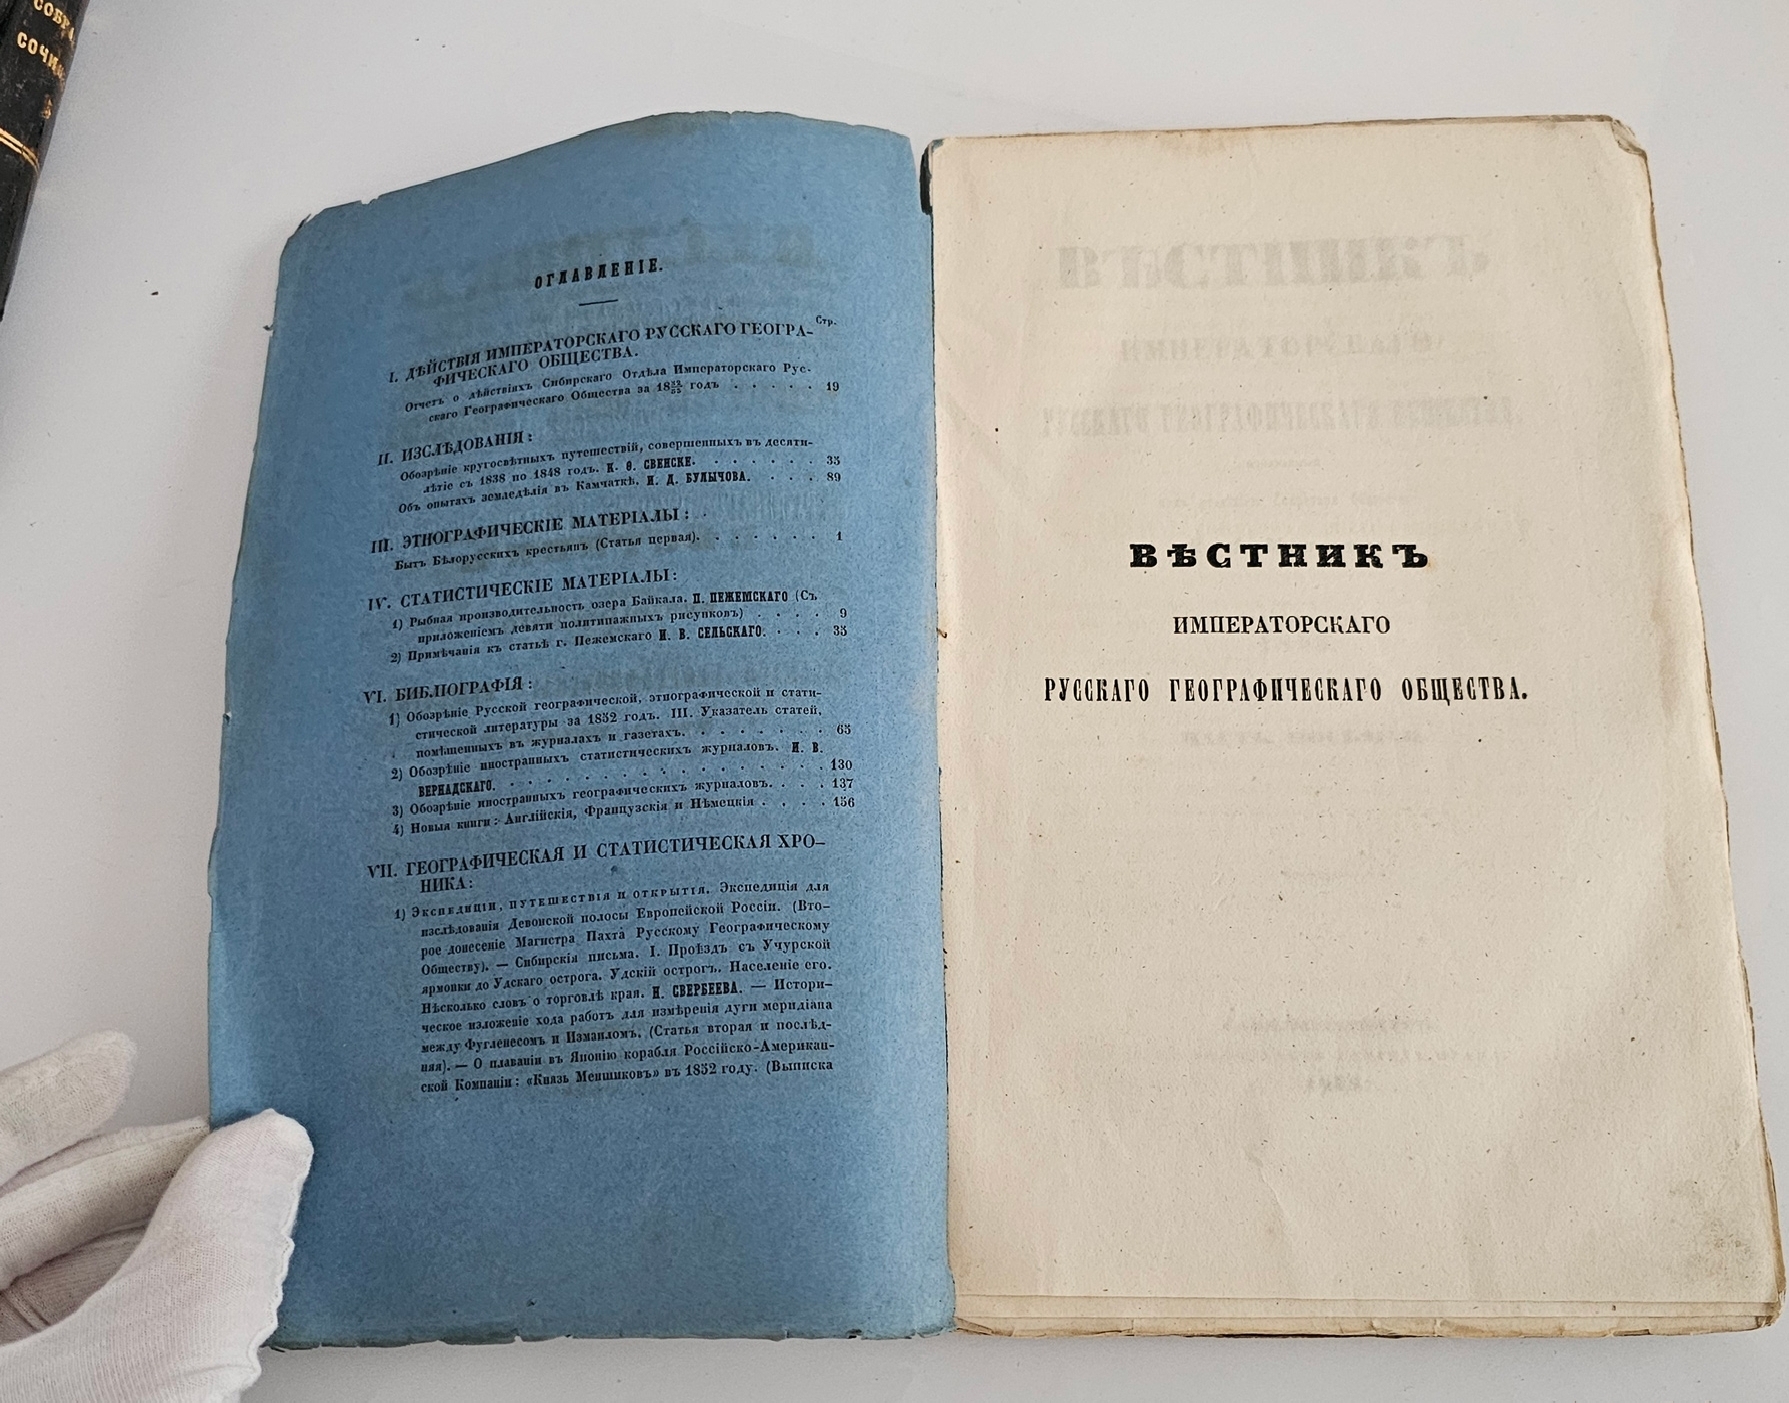 СОБРА
СОЧИН
ОГЛАВЛЕНІЕ.
Стр.
I. ДѢЙСТВІЯ ИМПЕРАТОРСКАГО РУССКАГО ГЕОГРА-
ФИЧЕСКАГО ОБЩЕСТВА.
Отчетъ о дѣйствіяхъ Сибирскаго Отдѣла Императорскаго Рус-
скаго Географическаго Общества за 18 годъ . . . . . 19
II. ИЗСЛѢДОВАНІЯ:
Обозрѣніе кругосвѣтныхъ путешествій, совершенныхъ въ десяти-
лѣтіе съ 1838 по 1848 годъ. К. Ѳ. СВЕНСКЕ. . . . . . . . 35
Объ опытахъ земледѣлія въ Камчаткѣ. И. Д. БУЛЫЧОВА. . . . . 89
III. ЭТНОГРАФИЧЕСКІЕ МАТЕРІАЛЫ:
Бытъ Бѣлорусскихъ крестьянъ (Статья первая). . . . . . . 1
IV. СТАТИСТИЧЕСКІЕ МАТЕРІАЛЫ:
1) Рыбная производительность озера Байкала. П. ПЕЖЕМСКАГО (Съ
приложеніемъ девяти политипажныхъ рисунковъ) . . . . 9
2) Примѣчанія къ статьѣ г. Пежемскаго И. В. СЕЛЬСКАГО. . . . 35
VI. БИБЛІОГРАФІЯ:
1) Обозрѣніе Русской географической, этнографической и стати-
стической литературы за 1852 годъ. III. Указатель статей,
помѣщенныхъ въ журналахъ и газетахъ. . . . . . . . . 65
2) Обозрѣніе иностранныхъ статистическихъ журналовъ. И. В.
ВЕРНАДСКАГО. . . . . . . . . . . . . . . . . . 130
3) Обозрѣніе иностранныхъ географическихъ журналовъ. . . . 137
4) Новыя книги: Англійскія, Французскія и Нѣмецкія . . . . 156
VII. ГЕОГРАФИЧЕСКАЯ И СТАТИСТИЧЕСКАЯ ХРО-
НИКА:
1) Экспедиціи, путешествія и открытія. Экспедиція для
изслѣдованія Девонской полосы Европейской Россіи. (Вто-
рое донесеніе Магистра Пахта Русскому Географическому
Обществу). — Сибирскія письма. I. Проѣздъ съ Учурской
ярмонки до Удскаго острога. Удскій острогъ. Населеніе его.
Нѣсколько словъ о торговлѣ края. Н. СВЕРБЕЕВА. — Истори-
ческое изложеніе хода работъ для измѣренія дуги меридіана
между Фугленесомъ и Измаиломъ. (Статья вторая и послѣд-
няя). — О плаваніи въ Японію корабля Россійско-Американ-
ской Компаніи: «Князь Меншиковъ» въ 1852 году. (Выписка
ВѢСТНИКЪ
ИМПЕРАТОРСКАГО
РУССКАГО ГЕОГРАФИЧЕСКАГО ОБЩЕСТВА.